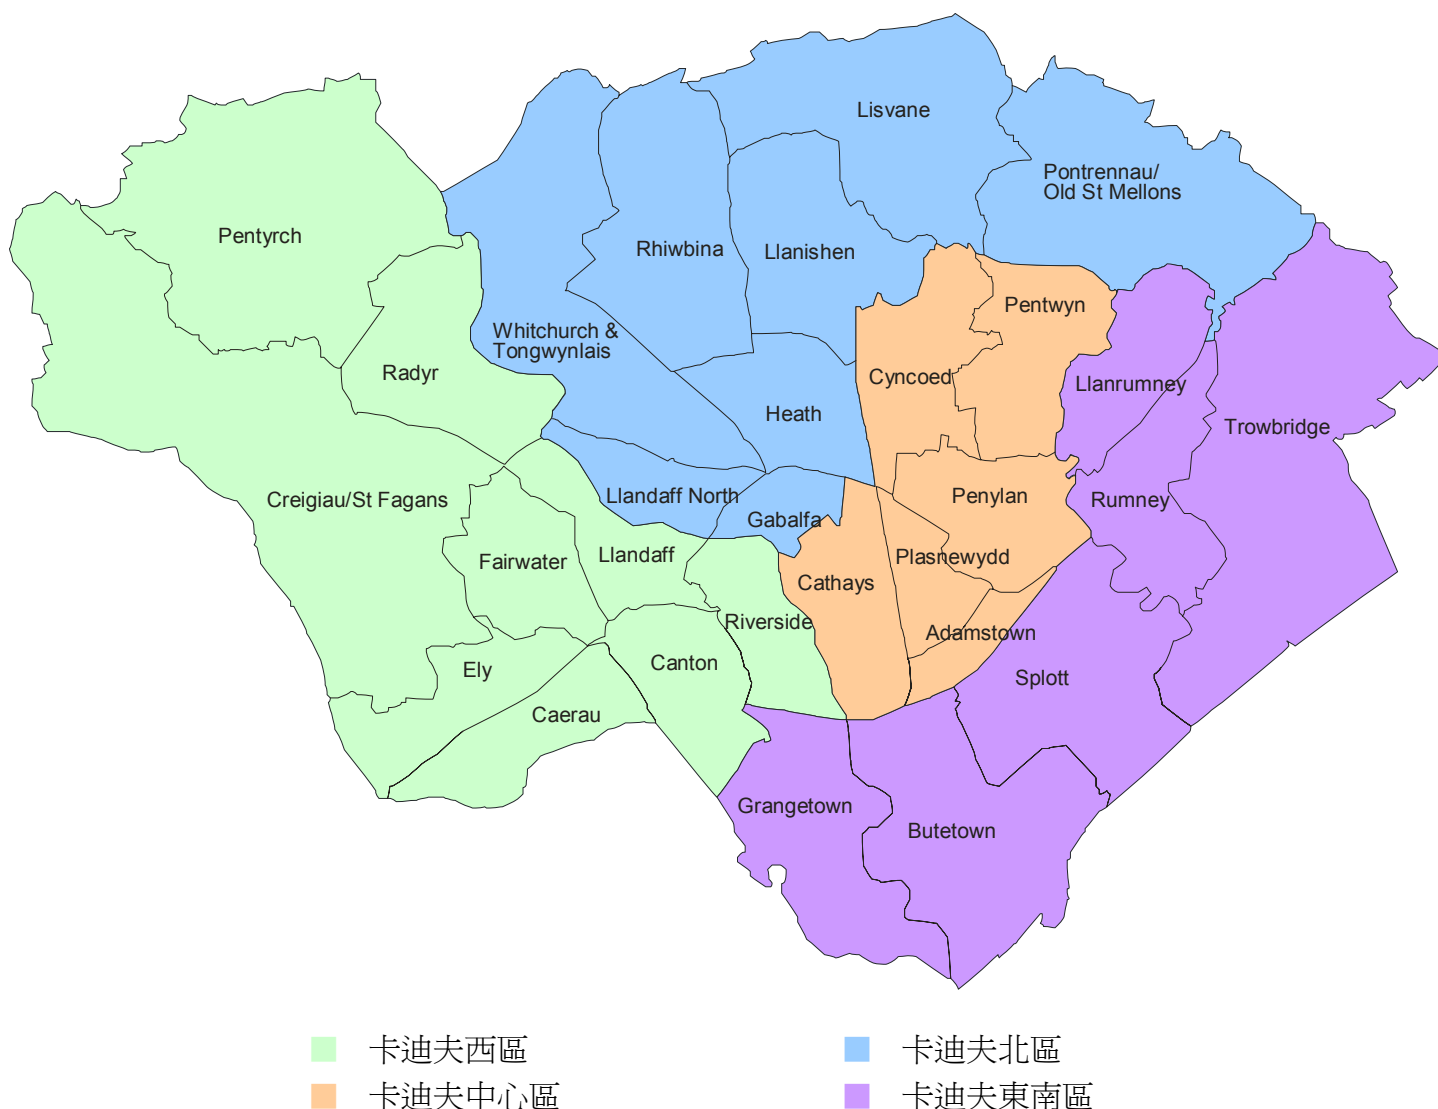 Lisvane
Pontrennau/
Old St Mellons
Pentyrch
Rhiwbina
Llanishen
Pentwyn
Whitchurch &
Tongwynlais
Radyr
Cyncoed
Llanrumney
Heath
Trowbridge
Creigiau/St Fagans
Llandaff North
Penylan
Rumney
Gabalfa
Fairwater
Llandaff
Plasnewydd
Cathays
Riverside
Adamstown
Ely
Canton
Splott
Caerau
Grangetown
Butetown
卡迪夫西區
卡迪夫北區
卡迪夫中心區
卡迪夫東南區